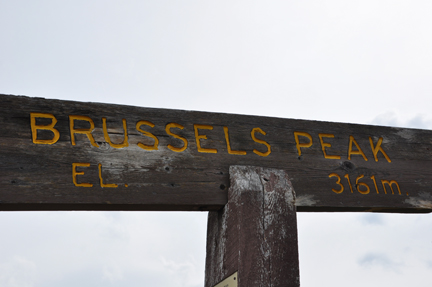 BRUSSELS PEAK
EL. 3161m